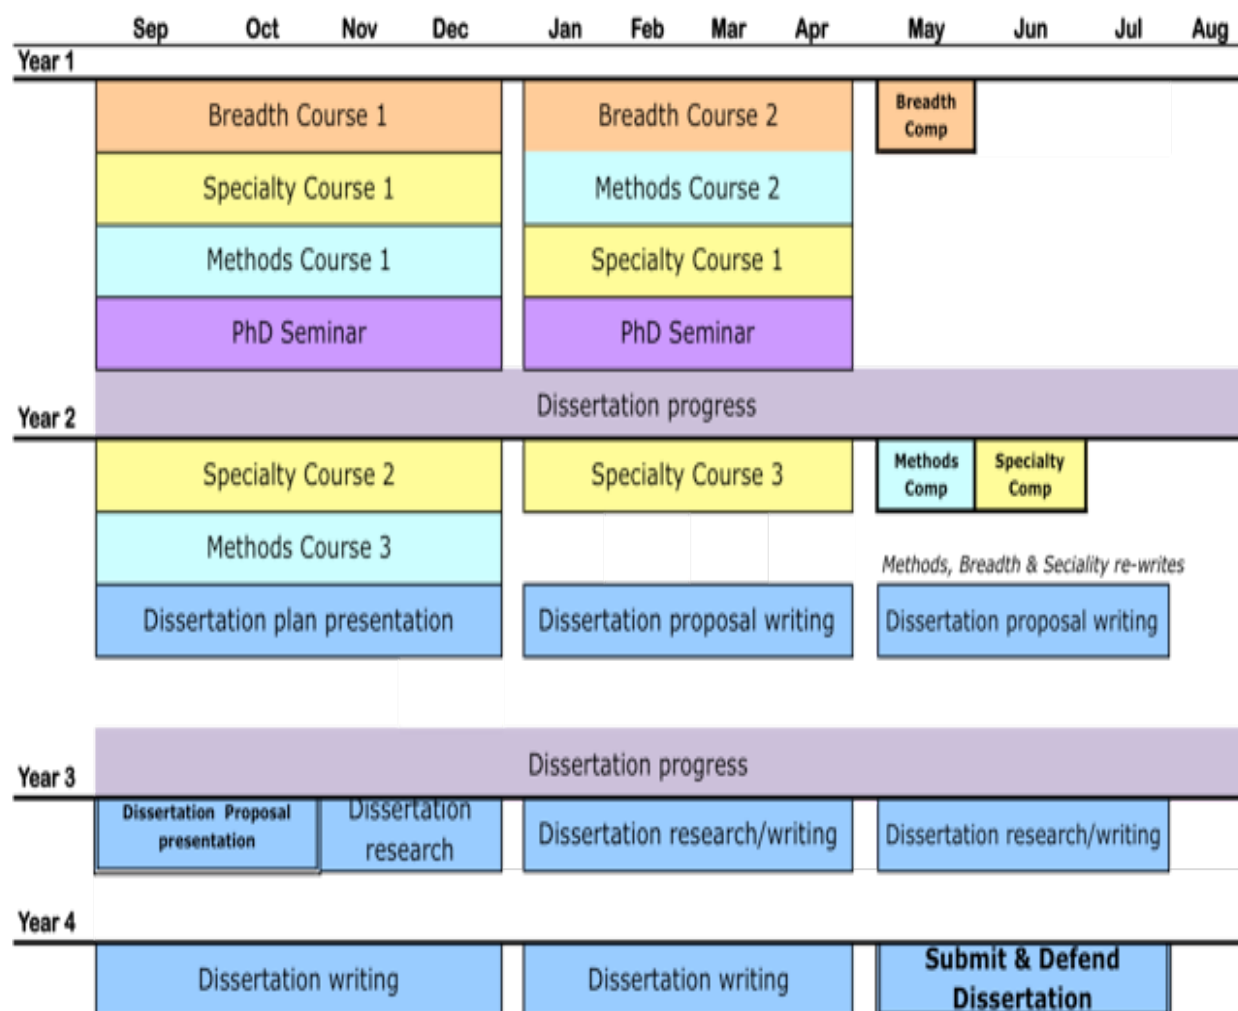 Sep Oct Nov Dec Jan Feb Mar Apr May Jun Jul Aug
Year 1
Breadth Course 1
Breadth Course 2
Breadth
Comp
Specialty Course 1
Methods Course 2
Methods Course 1
Specialty Course 1
PhD Seminar
PhD Seminar
Dissertation progress
Year 2
Specialty Course 2
Specialty Course 3
Methods
Comp
Specialty
Comp
Methods Course 3
Methods, Breadth & Seciality re-writes
Dissertation plan presentation
Dissertation proposal writing
Dissertation proposal writing
Dissertation progress
Year 3
Dissertation Proposal
presentation
Dissertation
research
Dissertation research/writing
Dissertation research/writing
Year 4
Dissertation writing
Dissertation writing
Submit & Defend
Dissertation